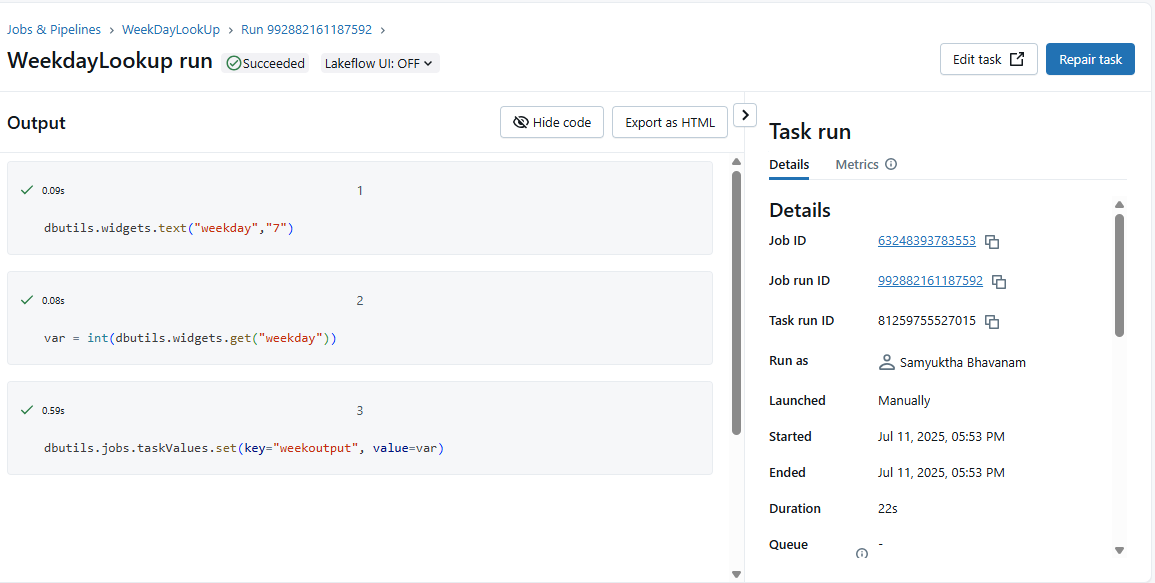 Jobs & Pipelines › WeekDayLookUp › Run 992882161187592 ›
WeekdayLookup run Succeeded Lakeflow UI: OFF
Edit task Repair task
Output
Hide code Export as HTML
0.09s 1
dbutils.widgets.text("weekday","7")
0.08s 2
var = int(dbutils.widgets.get("weekday"))
0.59s 3
dbutils.jobs.taskValues.set(key="weekoutput", value=var)
Task run
Details Metrics
Details
Job ID 63248393783553
Job run ID 992882161187592
Task run ID 81259755527015
Run as Samyuktha Bhavanam
Launched Manually
Started Jul 11, 2025, 05:53 PM
Ended Jul 11, 2025, 05:53 PM
Duration 22s
Queue -